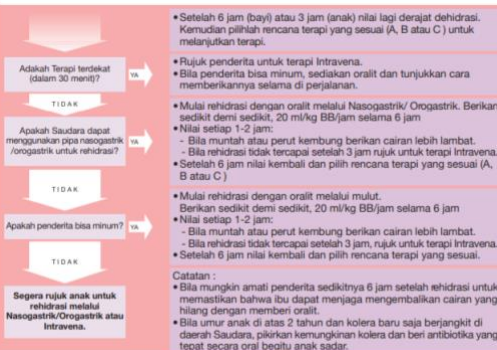 • Setelah 6 jam (bayi) atau 3 jam (anak) nilai lagi derajat dehidrasi.
Kemudian pilihlah rencana terapi yang sesuai (A, B atau C ) untuk
melanjutkan terapi.
Adakah Terapi terdekat
(dalam 30 menit)?
YA
• Rujuk penderita untuk terapi Intravena.
• Bila penderita bisa minum, sediakan oralit dan tunjukkan cara
memberikannya selama di perjalanan.
TIDAK
Apakah Saudara dapat
menggunakan pipa nasogastrik
/orogastrik untuk rehidrasi?
YA
• Mulai rehidrasi dengan oralit melalui Nasogastrik/ Orogastrik. Berikan
sedikit demi sedikit, 20 ml/kg BB/jam selama 6 jam
• Nilai setiap 1-2 jam:
- Bila muntah atau perut kembung berikan cairan lebih lambat.
- Bila rehidrasi tidak tercapai setelah 3 jam rujuk untuk terapi Intravena.
• Setelah 6 jam nilai kembali dan pilih rencana terapi yang sesuai (A,
B atau C )
TIDAK
Apakah penderita bisa minum?
YA
• Mulai rehidrasi dengan oralit melalui mulut.
Berikan sedikit demi sedikit, 20 ml/kg BB/jam selama 6 jam
• Nilai setiap 1-2 jam:
- Bila muntah atau perut kembung berikan cairan lebih lambat.
- Bila rehidrasi tidak tercapai setelah 3 jam, rujuk untuk terapi Intravena.
• Setelah 6 jam nilai kembali dan pilih rencana terapi yang sesuai.
TIDAK
Segera rujuk anak untuk
rehidrasi melalui
Nasogastrik/Orogastrik atau
Intravena.
Catatan :
• Bila mungkin amati penderita sedikitnya 6 jam setelah rehidrasi untuk
memastikan bahwa ibu dapat menjaga mengembalikan cairan yang
hilang dengan memberi oralit.
• Bila umur anak di atas 2 tahun dan kolera baru saja berjangkit di
daerah Saudara, pikirkan kemungkinan kolera dan beri antibiotika yang
tepat secara oral begitu anak sadar.